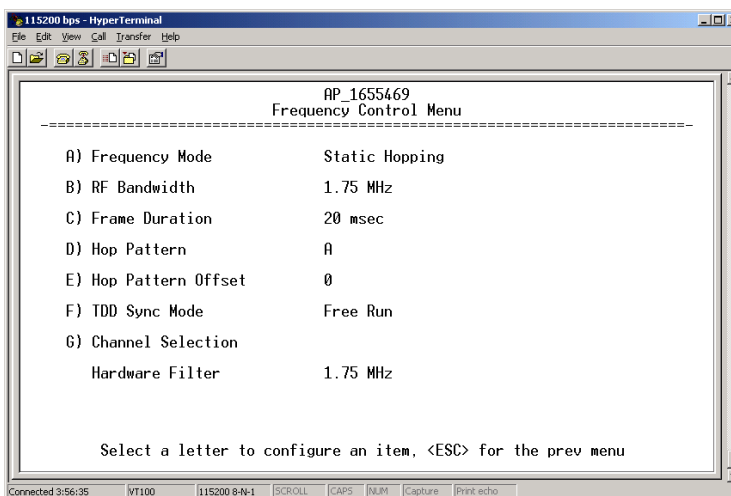 115200 bps - HyperTerminal
File Edit View Call Transfer Help
AP_1655469
Frequency Control Menu
-==========================================================================-
A) Frequency Mode Static Hopping
B) RF Bandwidth 1.75 MHz
C) Frame Duration 20 msec
D) Hop Pattern A
E) Hop Pattern Offset 0
F) TDD Sync Mode Free Run
G) Channel Selection
Hardware Filter 1.75 MHz
Select a letter to configure an item, <ESC> for the prev menu
Connected 3:56:35 VT100 115200 8-N-1 SCROLL CAPS NUM Capture Print echo